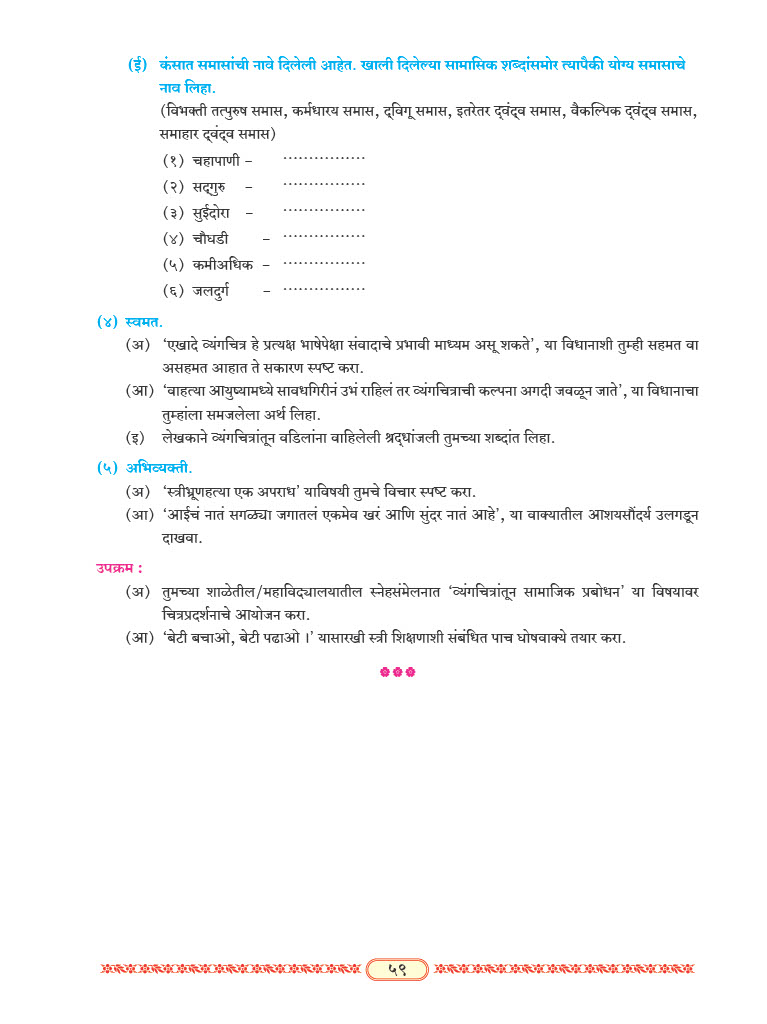 (ई) कंसात समासांची नावे दिलेली आहेत. खाली दिलेल्या सामासिक शब्दांसमोर त्यापैकी योग्य समासाचे
नाव लिहा.
(विभक्ती तत्पुरुष समास, कर्मधारय समास, द्विगू समास, इतरेतर द्वंद्व समास, वैकल्पिक द्वंद्व समास,
समाहार द्वंद्व समास)
(१) चहापाणी – ................
(२) सद्गुरु – ................
(३) सुईदोरा – ................
(४) चौघडी – ................
(५) कमीअधिक – ................
(६) जलदुर्ग – ................
(४) स्वमत.
(अ) ‘एखादे व्यंगचित्र हे प्रत्यक्ष भाषेपेक्षा संवादाचे प्रभावी माध्यम असू शकते’, या विधानाशी तुम्ही सहमत वा
असहमत आहात ते सकारण स्पष्ट करा.
(आ) ‘वाहत्या आयुष्यामध्ये सावधगिरीनं उभं राहिलं तर व्यंगचित्राची कल्पना अगदी जवळून जाते’, या विधानाचा
तुम्हांला समजलेला अर्थ लिहा.
(इ) लेखकाने व्यंगचित्रांतून वडिलांना वाहिलेली श्रद्धांजली तुमच्या शब्दांत लिहा.
(५) अभिव्यक्ती.
(अ) ‘स्त्रीभ्रूणहत्या एक अपराध’ याविषयी तुमचे विचार स्पष्ट करा.
(आ) ‘आईचं नातं सगळ्या जगातलं एकमेव खरं आणि सुंदर नातं आहे’, या वाक्यातील आशयसौंदर्य उलगडून
दाखवा.
उपक्रम :
(अ) तुमच्या शाळेतील/महाविद्यालयातील स्नेहसंमेलनात ‘व्यंगचित्रांतून सामाजिक प्रबोधन’ या विषयावर
चित्रप्रदर्शनाचे आयोजन करा.
(आ) ‘बेटी बचाओ, बेटी पढाओ ।’ यासारखी स्त्री शिक्षणाशी संबंधित पाच घोषवाक्ये तयार करा.
५९